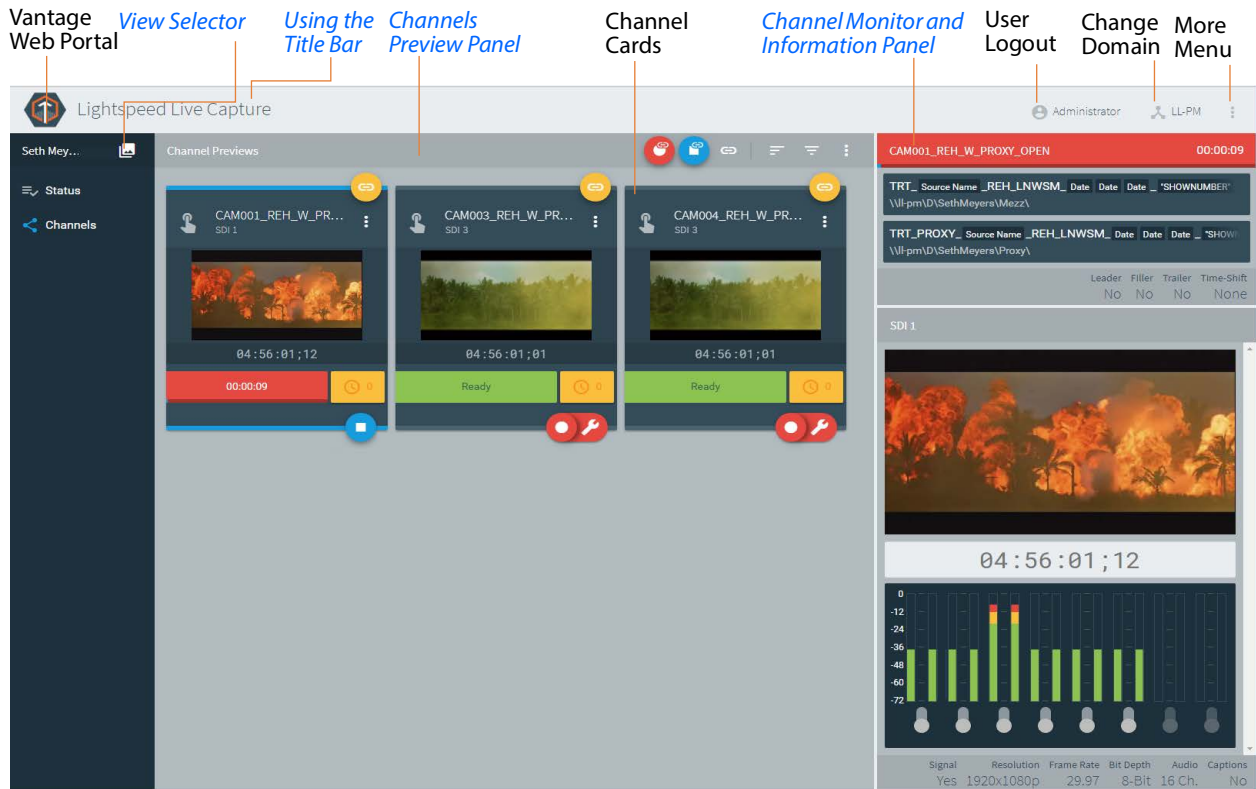 Vantage
Web Portal
View Selector
Using the
Title Bar
Channels
Preview Panel
Channel
Cards
Channel Monitor and
Information Panel
User
Logout
Change
Domain
More
Menu
Lightspeed Live Capture
Administrator
LL-PM
Seth Mey...
Status
Channels
Channel Previews
CAM001_REH_W_PR...
SDI 1
04:56:01;12
00:00:09
0
CAM003_REH_W_PR...
SDI 3
04:56:01;01
Ready
0
CAM004_REH_W_PR...
SDI 3
04:56:01;01
Ready
0
CAM001_REH_W_PROXY_OPEN 00:00:09
TRT_ Source Name _REH_LNWSM_ Date Date Date _ "SHOWNUMBER"
\\ll-pm\D\SethMeyers\Mezz\
TRT_PROXY_ Source Name _REH_LNWSM_ Date Date Date _ "SHOW
\\ll-pm\D\SethMeyers\Proxy\
Leader Filler Trailer Time-Shift
No No No None
SDI 1
04:56:01;12
0
-12
-24
-36
-48
-60
-72
Signal Resolution Frame Rate Bit Depth Audio Captions
Yes 1920x1080p 29.97 8-Bit 16 Ch. No